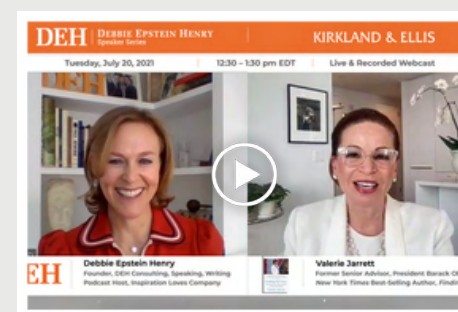 DEH DEBBIE EPSTEIN HENRY
Speaker Series
KIRKLAND & ELLIS
Tuesday, July 20, 2021 12:30 – 1:30 pm EDT Live & Recorded Webcast
EH
Debbie Epstein Henry
Founder, DEH Consulting, Speaking, Writing
Podcast Host, Inspiration Loves Company
Valerie Jarrett
Former Senior Advisor, President Barack O
New York Times Best-Selling Author, Findin